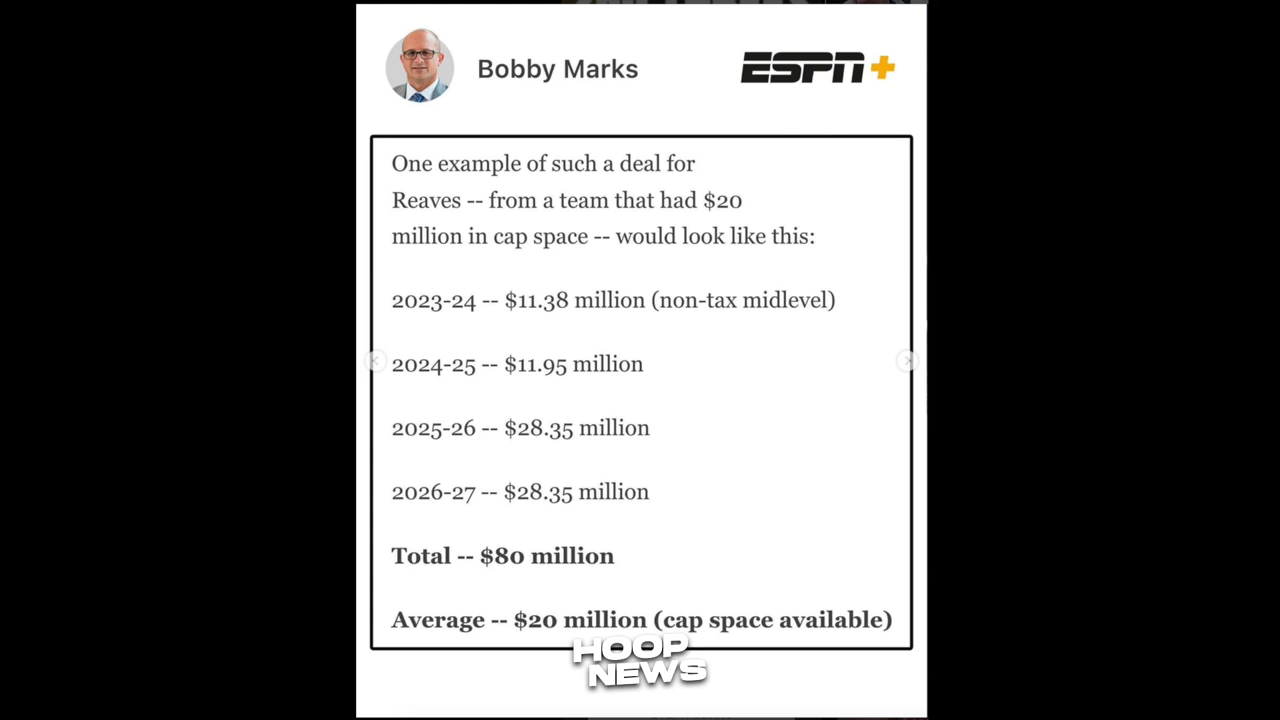 Bobby Marks
ESPN+
One example of such a deal for
Reaves -- from a team that had $20
million in cap space -- would look like this:
2023-24 -- $11.38 million (non-tax midlevel)
2024-25 -- $11.95 million
2025-26 -- $28.35 million
2026-27 -- $28.35 million
Total -- $80 million
Average -- $20 million (cap space available)
HOOP
NEWS